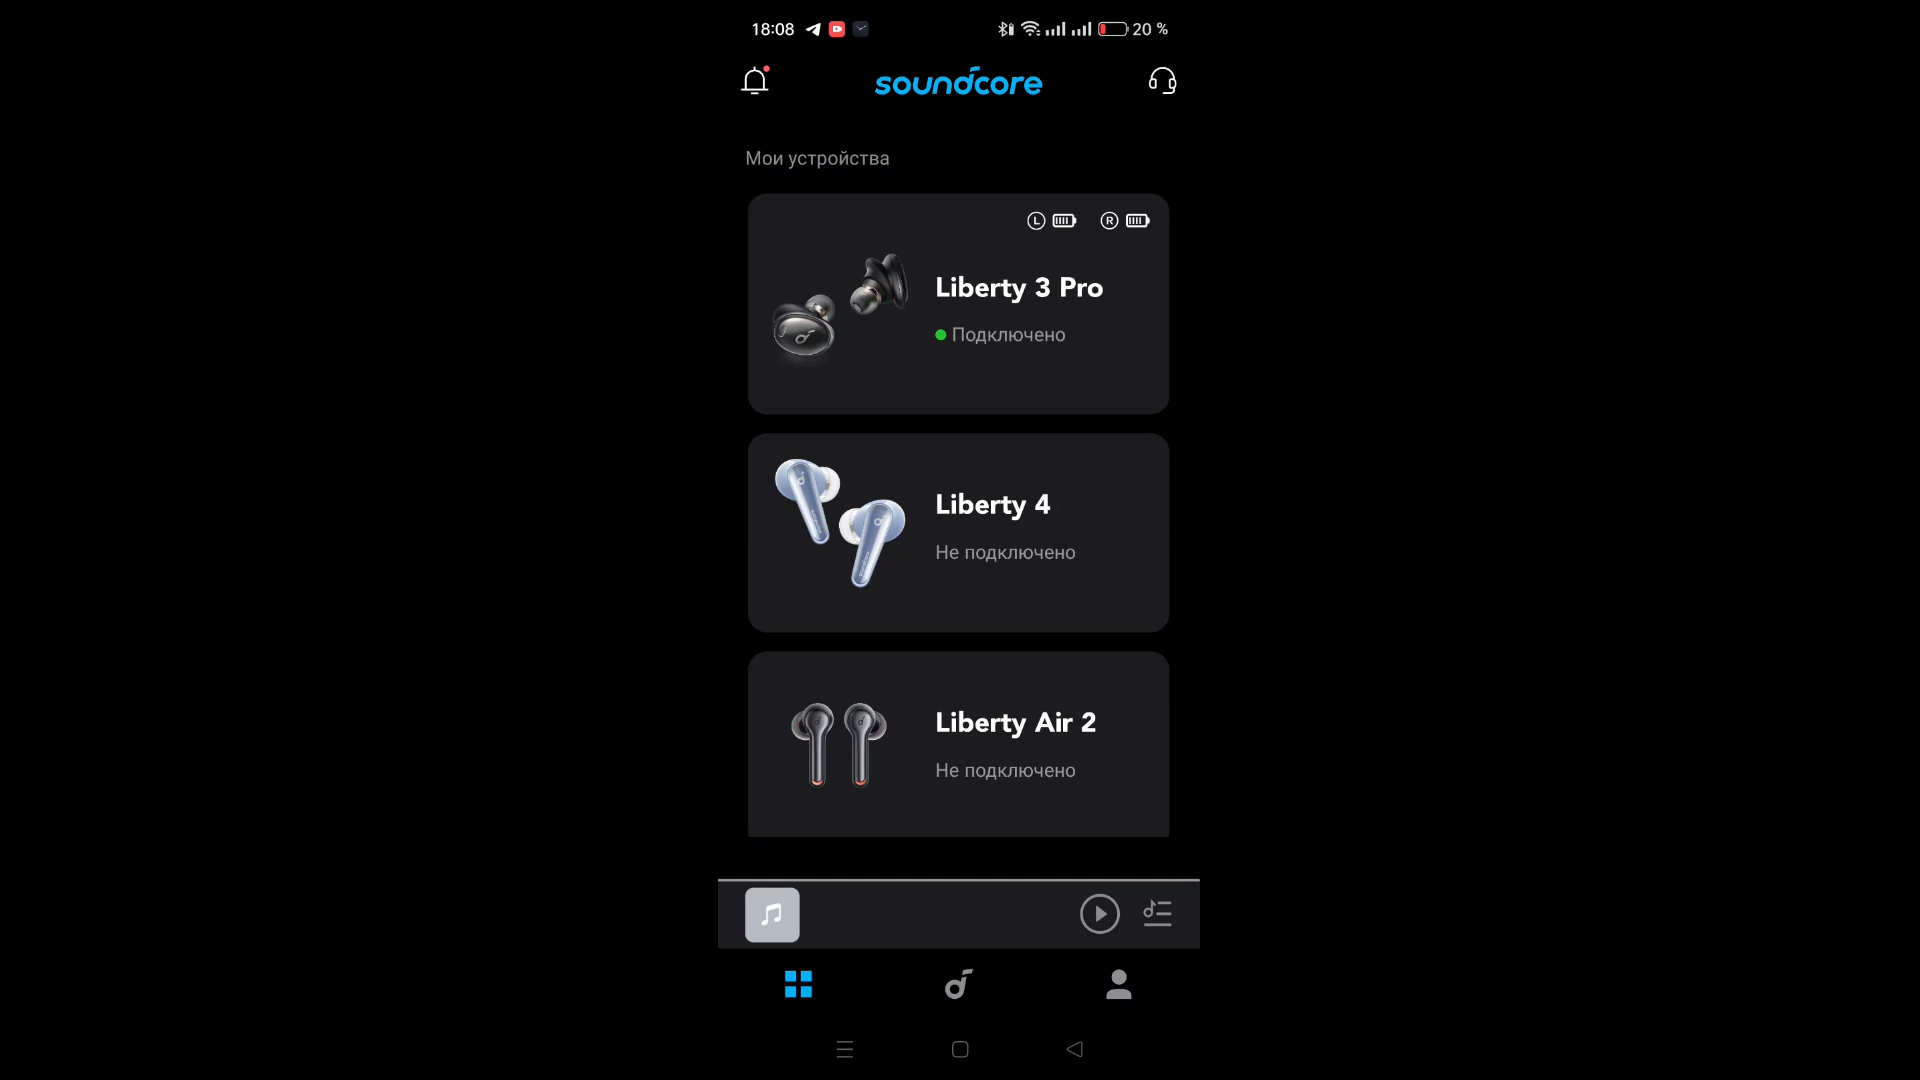 18:08
20 %
soundcore
Мои устройства
L
R
Liberty 3 Pro
Подключено
Liberty 4
Не подключено
Liberty Air 2
Не подключено